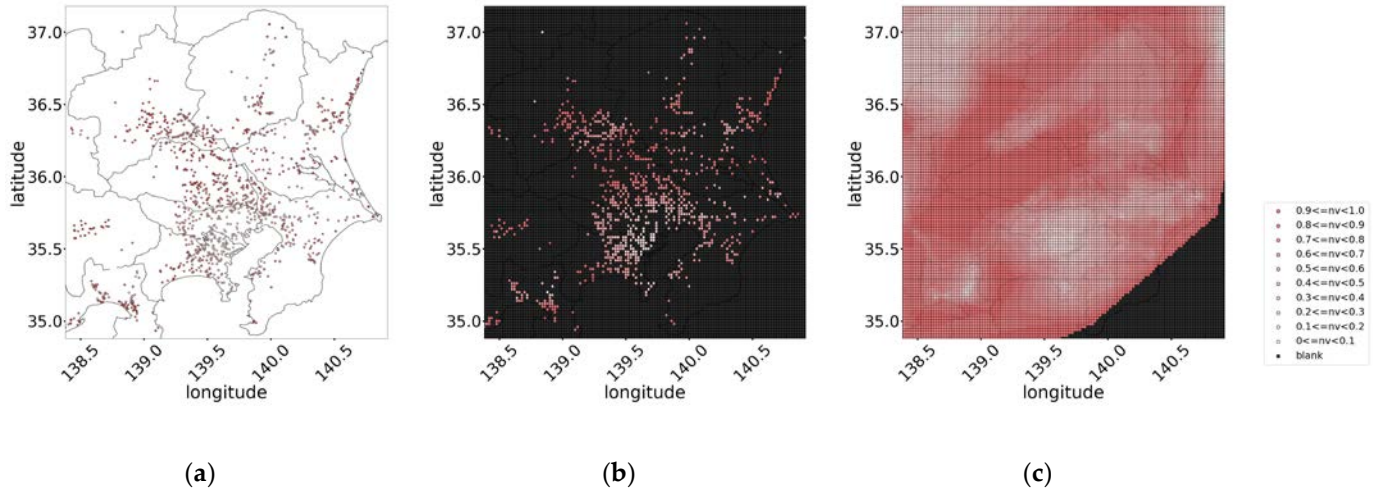 37.0
36.5
36.0
35.5
35.0
latitude
138.5
139.0
139.5
140.0
140.5
longitude
(a)
37.0
36.5
36.0
35.5
35.0
latitude
138.5
139.0
139.5
140.0
140.5
longitude
(b)
37.0
36.5
36.0
35.5
35.0
latitude
138.5
139.0
139.5
140.0
140.5
longitude
(c)
0.9<=nv<1.0
0.8<=nv<0.9
0.7<=nv<0.8
0.6<=nv<0.7
0.5<=nv<0.6
0.4<=nv<0.5
0.3<=nv<0.4
0.2<=nv<0.3
0.1<=nv<0.2
0<=nv<0.1
blank